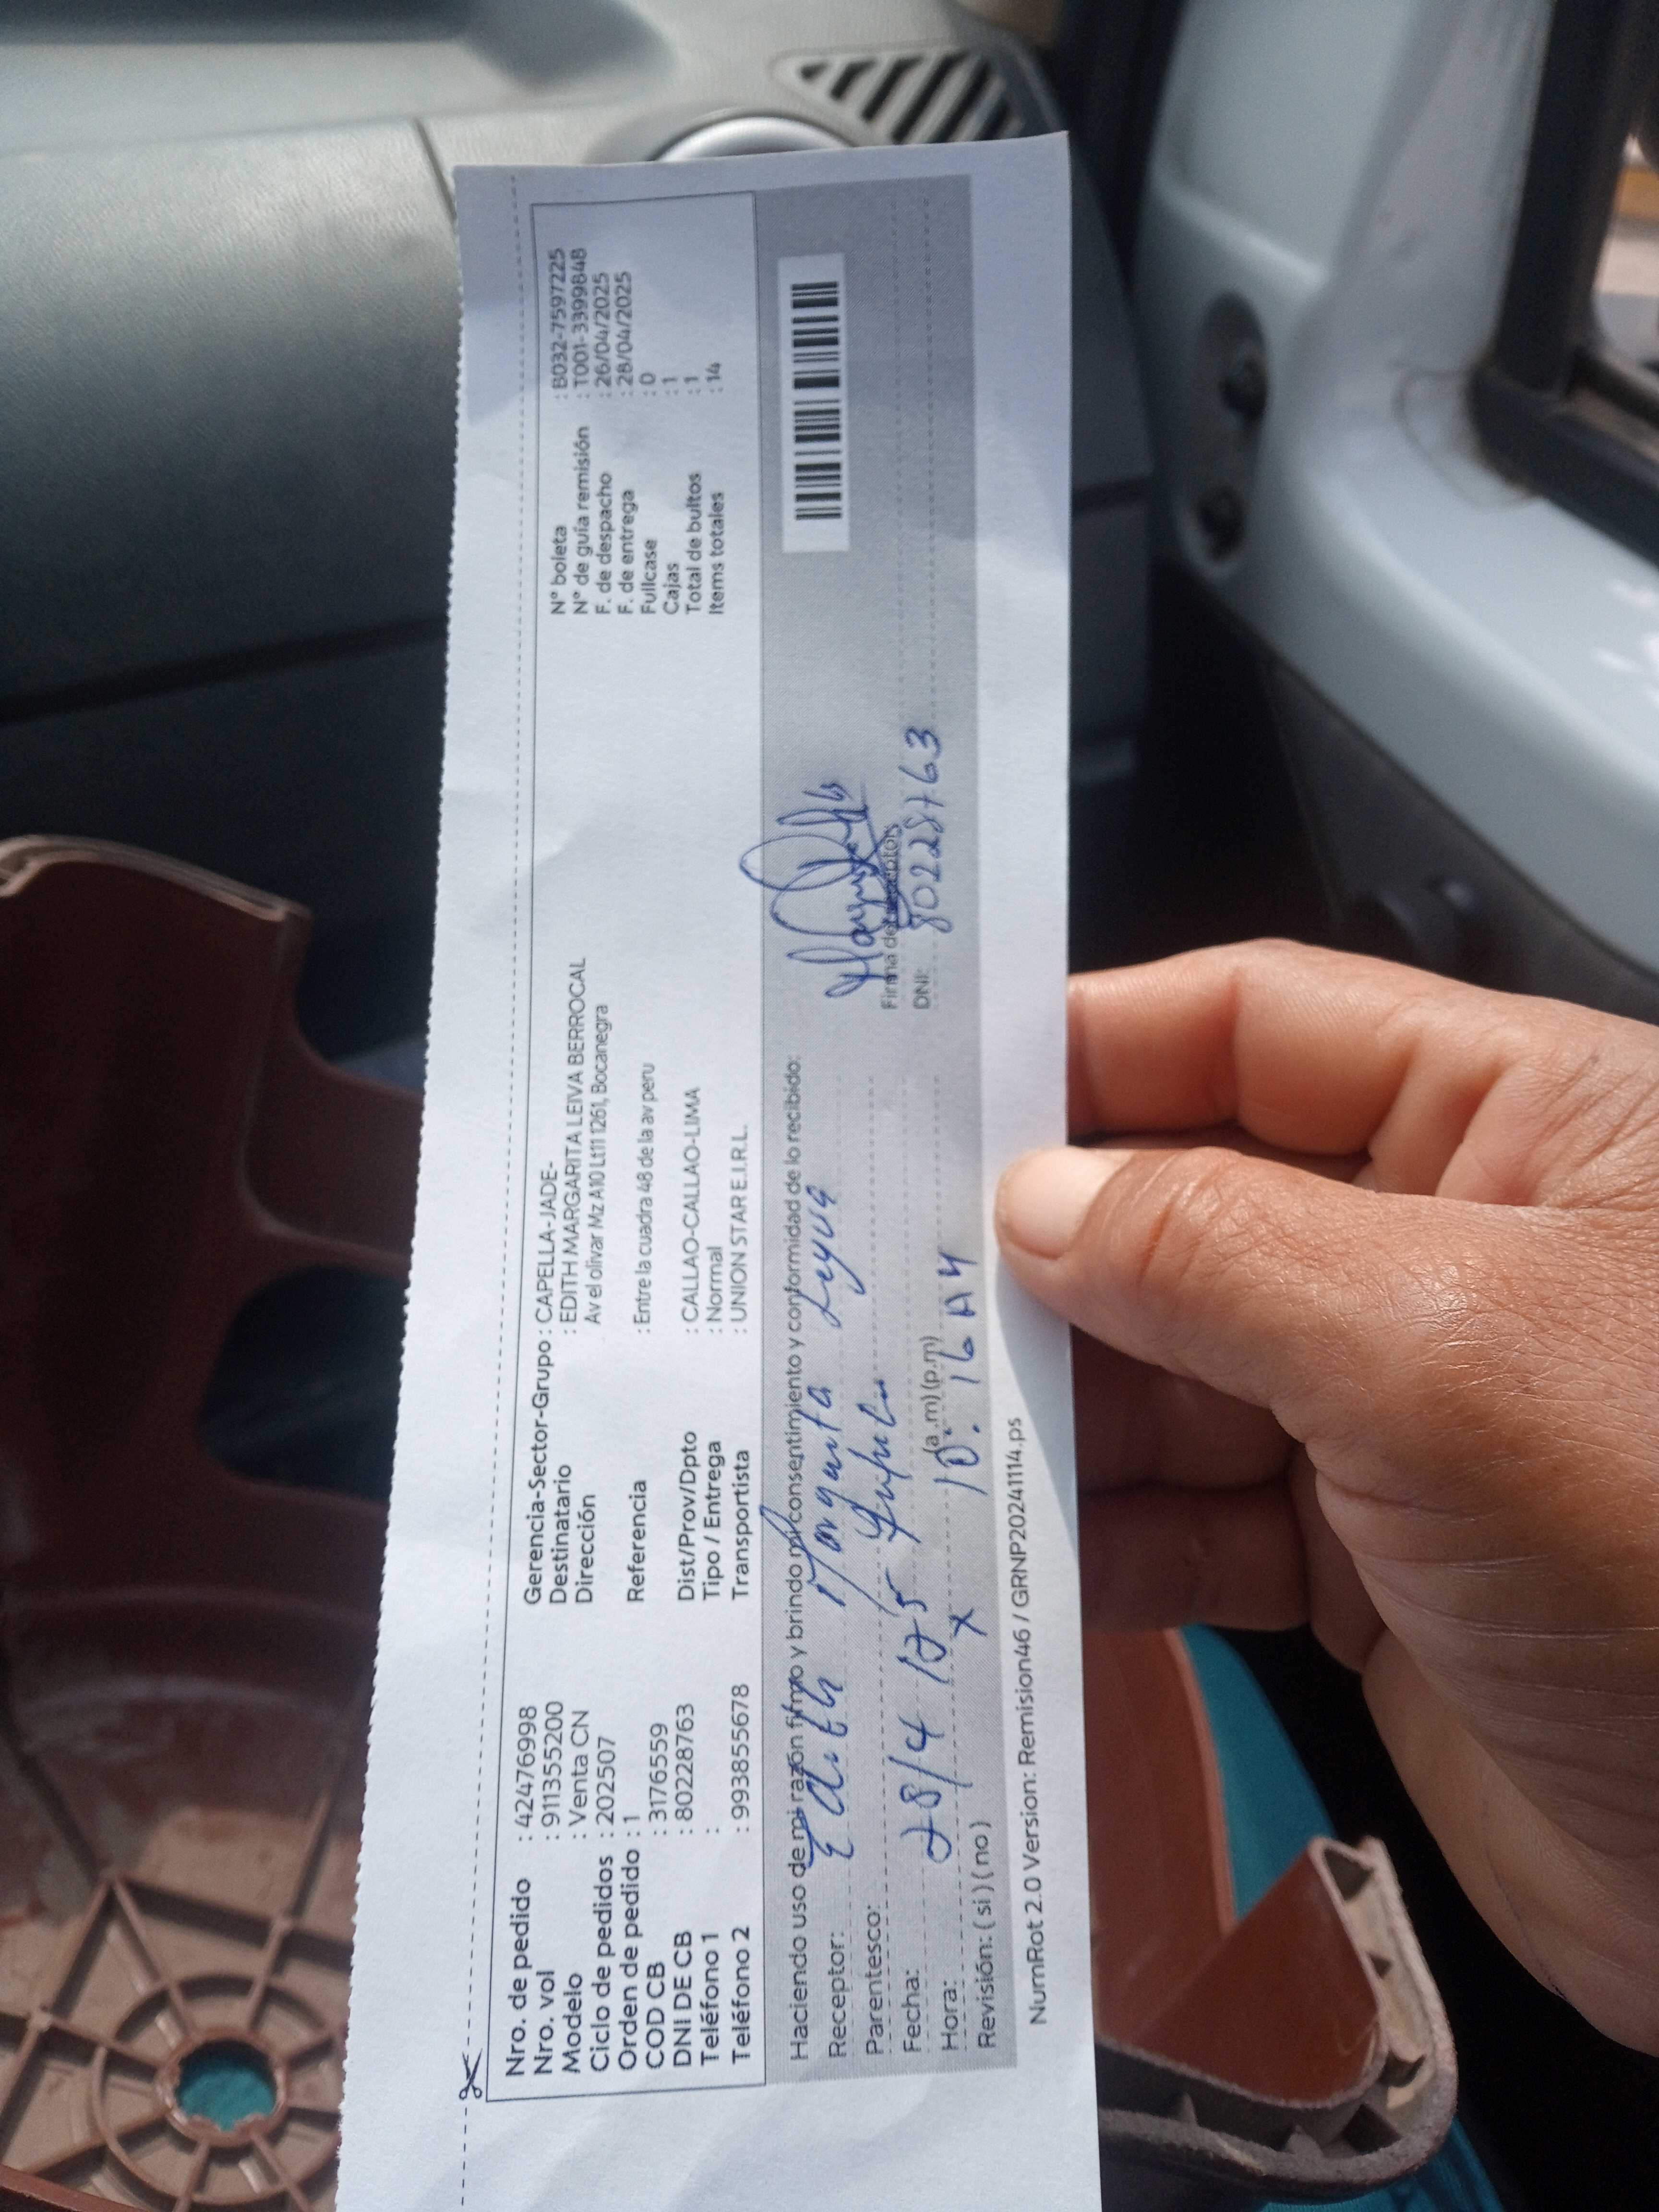 Nro. de pedido : 42476998
Nro. vol : 911355200
Modelo : Venta CN
Ciclo de pedidos : 202507
Orden de pedido : 1
COD CB : 3176559
DNI DE CB : 80228763
Teléfono 1 :
Teléfono 2 : 993855678
Gerencia-Sector-Grupo : CAPELLA-JADE-
Destinatario : EDITH MARGARITA LEIVA BERROCAL
Dirección Av el olivar Mz A10 Lt11 1261, Bocanegra
Referencia : Entre la cuadra 48 de la av peru
Dist/Prov/Dpto : CALLAO-CALLAO-LIMA
Tipo / Entrega : Normal
Transportista : UNION STAR E.I.R.L.
N° boleta : B032-7597225
N° de guía remisión : T001-3399848
F. de despacho : 26/04/2025
F. de entrega : 28/04/2025
Fullcase : 0
Cajas : 1
Total de bultos : 1
Items totales : 14
Haciendo uso de mi razón firmo y brindo mi consentimiento y conformidad de lo recibido:
Receptor: Edith Margarita Leyva
Parentesco:
Fecha: 28/4/25
Hora: (a.m) (p.m)
10:16 AM
Revisión: ( si ) ( no )
Firma del receptor
DNI: 80228763
NumRot 2.0 Version: Remision46 / GRNP20241114.ps